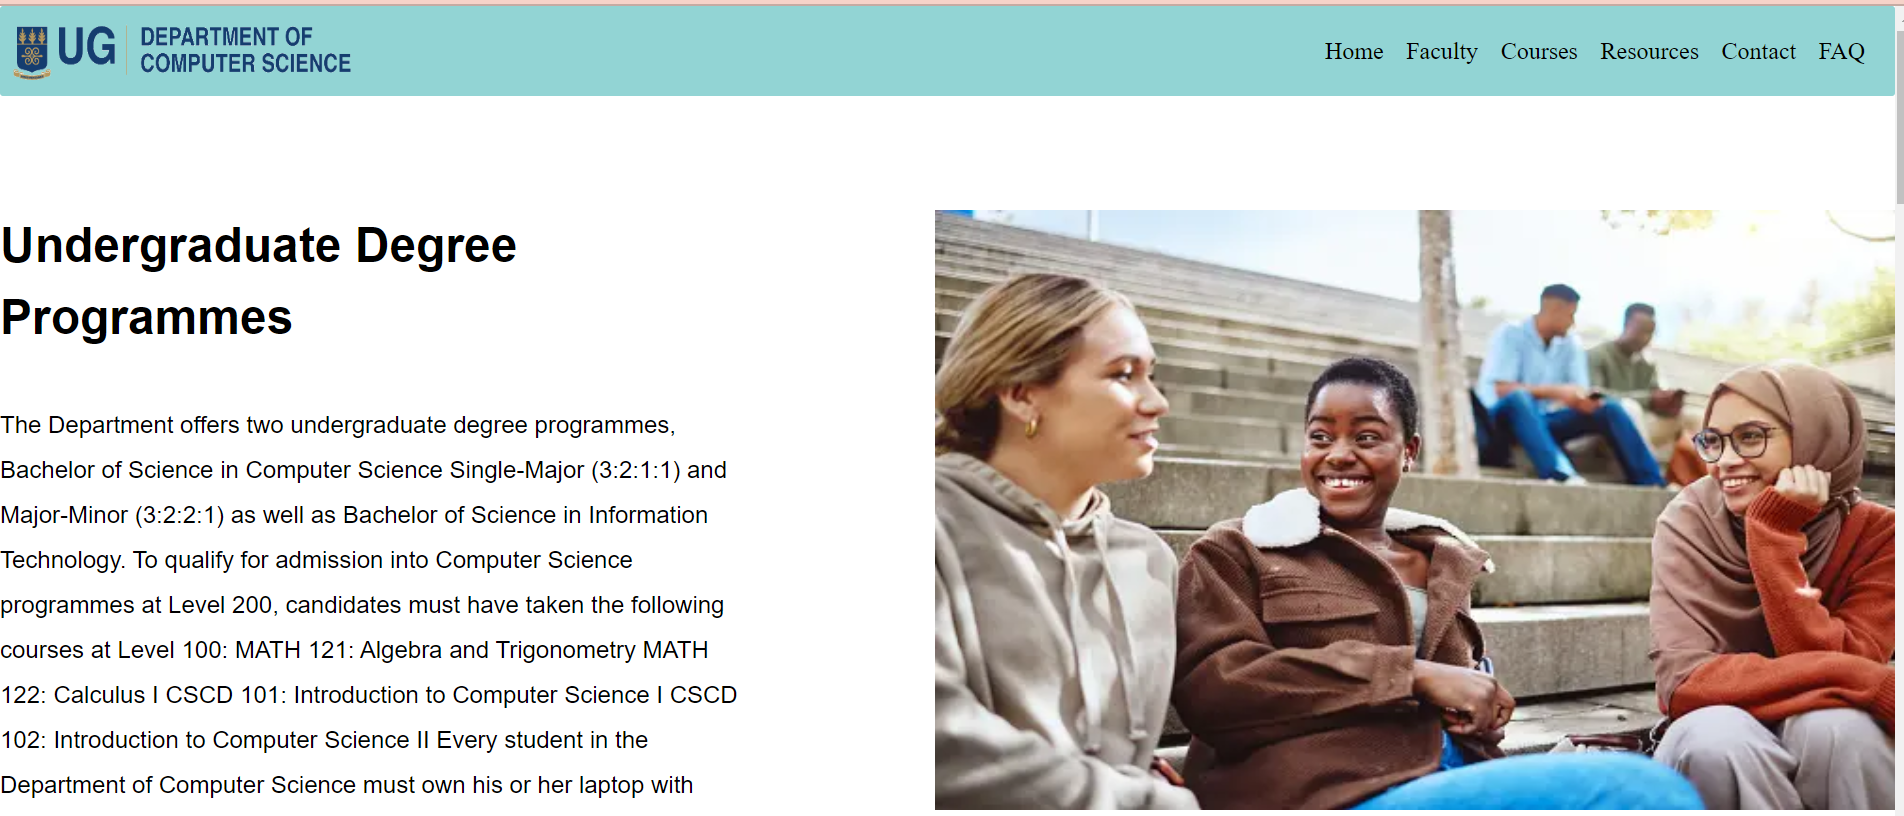 UG
DEPARTMENT OF
COMPUTER SCIENCE
Home Faculty Courses Resources Contact FAQ
Undergraduate Degree
Programmes
The Department offers two undergraduate degree programmes,
Bachelor of Science in Computer Science Single-Major (3:2:1:1) and
Major-Minor (3:2:2:1) as well as Bachelor of Science in Information
Technology. To qualify for admission into Computer Science
programmes at Level 200, candidates must have taken the following
courses at Level 100: MATH 121: Algebra and Trigonometry MATH
122: Calculus I CSCD 101: Introduction to Computer Science I CSCD
102: Introduction to Computer Science II Every student in the
Department of Computer Science must own his or her laptop with